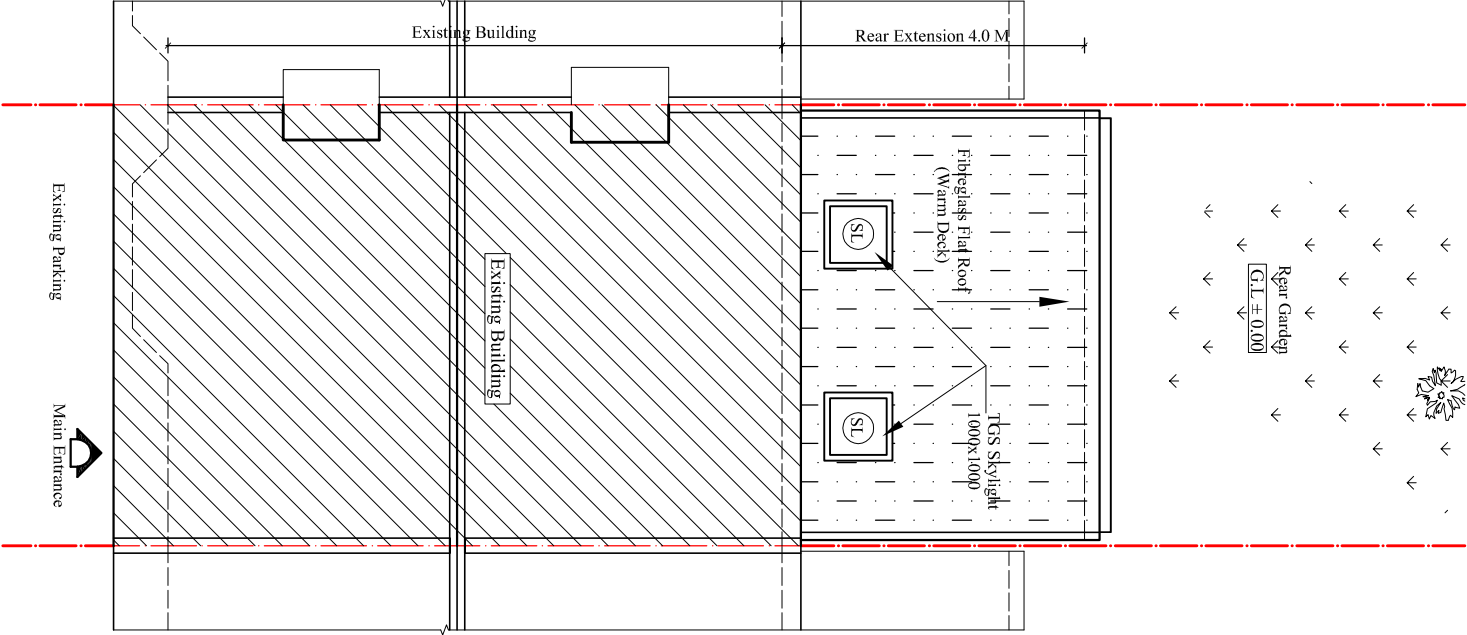 Existing Building
Rear Extension 4.0 M
Existing Parking
Main Entrance
Existing Building
Fibreglass Flat Roof
(Warm Deck)
SL
SL
TGS Skylight
1000x1000
Rear Garden
G.L ± 0.00